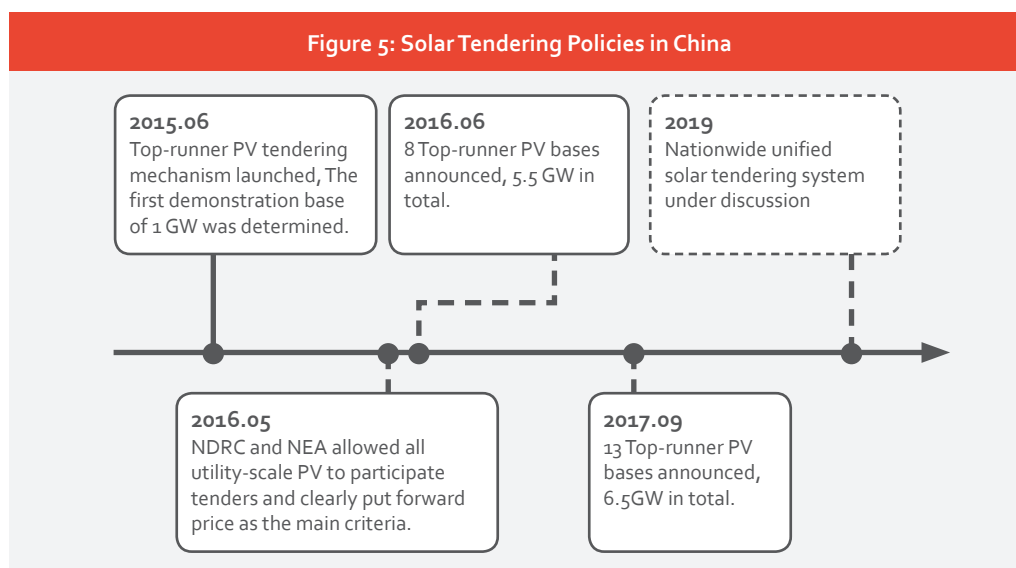 Figure 5: Solar Tendering Policies in China
2015.06
Top-runner PV tendering
mechanism launched, The
first demonstration base
of 1 GW was determined.
2016.06
8 Top-runner PV bases
announced, 5.5 GW in
total.
2019
Nationwide unified
solar tendering system
under discussion
2016.05
NDRC and NEA allowed all
utility-scale PV to participate
tenders and clearly put forward
price as the main criteria.
2017.09
13 Top-runner PV
bases announced,
6.5GW in total.